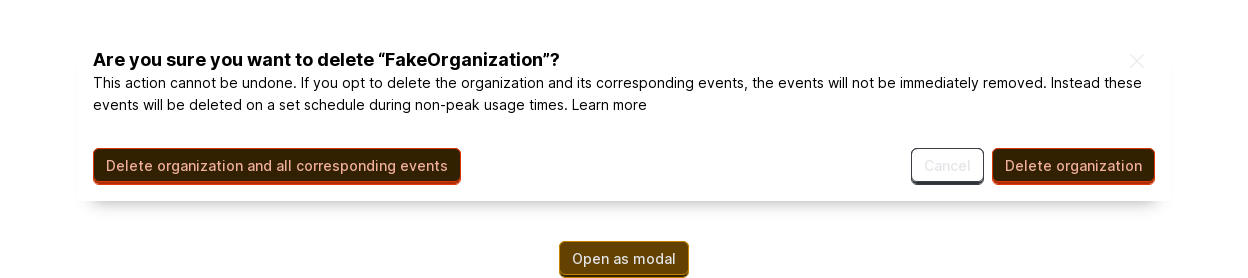 Are you sure you want to delete “FakeOrganization”?
This action cannot be undone. If you opt to delete the organization and its corresponding events, the events will not be immediately removed. Instead these
events will be deleted on a set schedule during non-peak usage times. Learn more
Delete organization and all corresponding events
Cancel
Delete organization
Open as modal